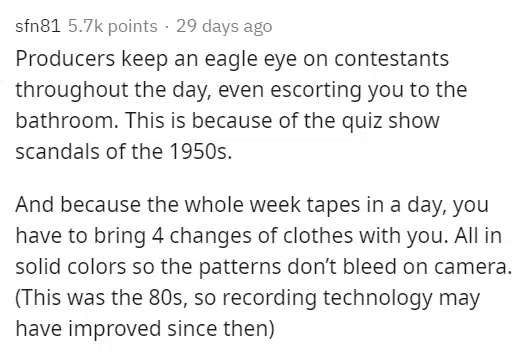 sfn81 5.7k points · 29 days ago
Producers keep an eagle eye on contestants
throughout the day, even escorting you to the
bathroom. This is because of the quiz show
scandals of the 1950s.
And because the whole week tapes in a day, you
have to bring 4 changes of clothes with you. All in
solid colors so the patterns don’t bleed on camera.
(This was the 80s, so recording technology may
have improved since then)